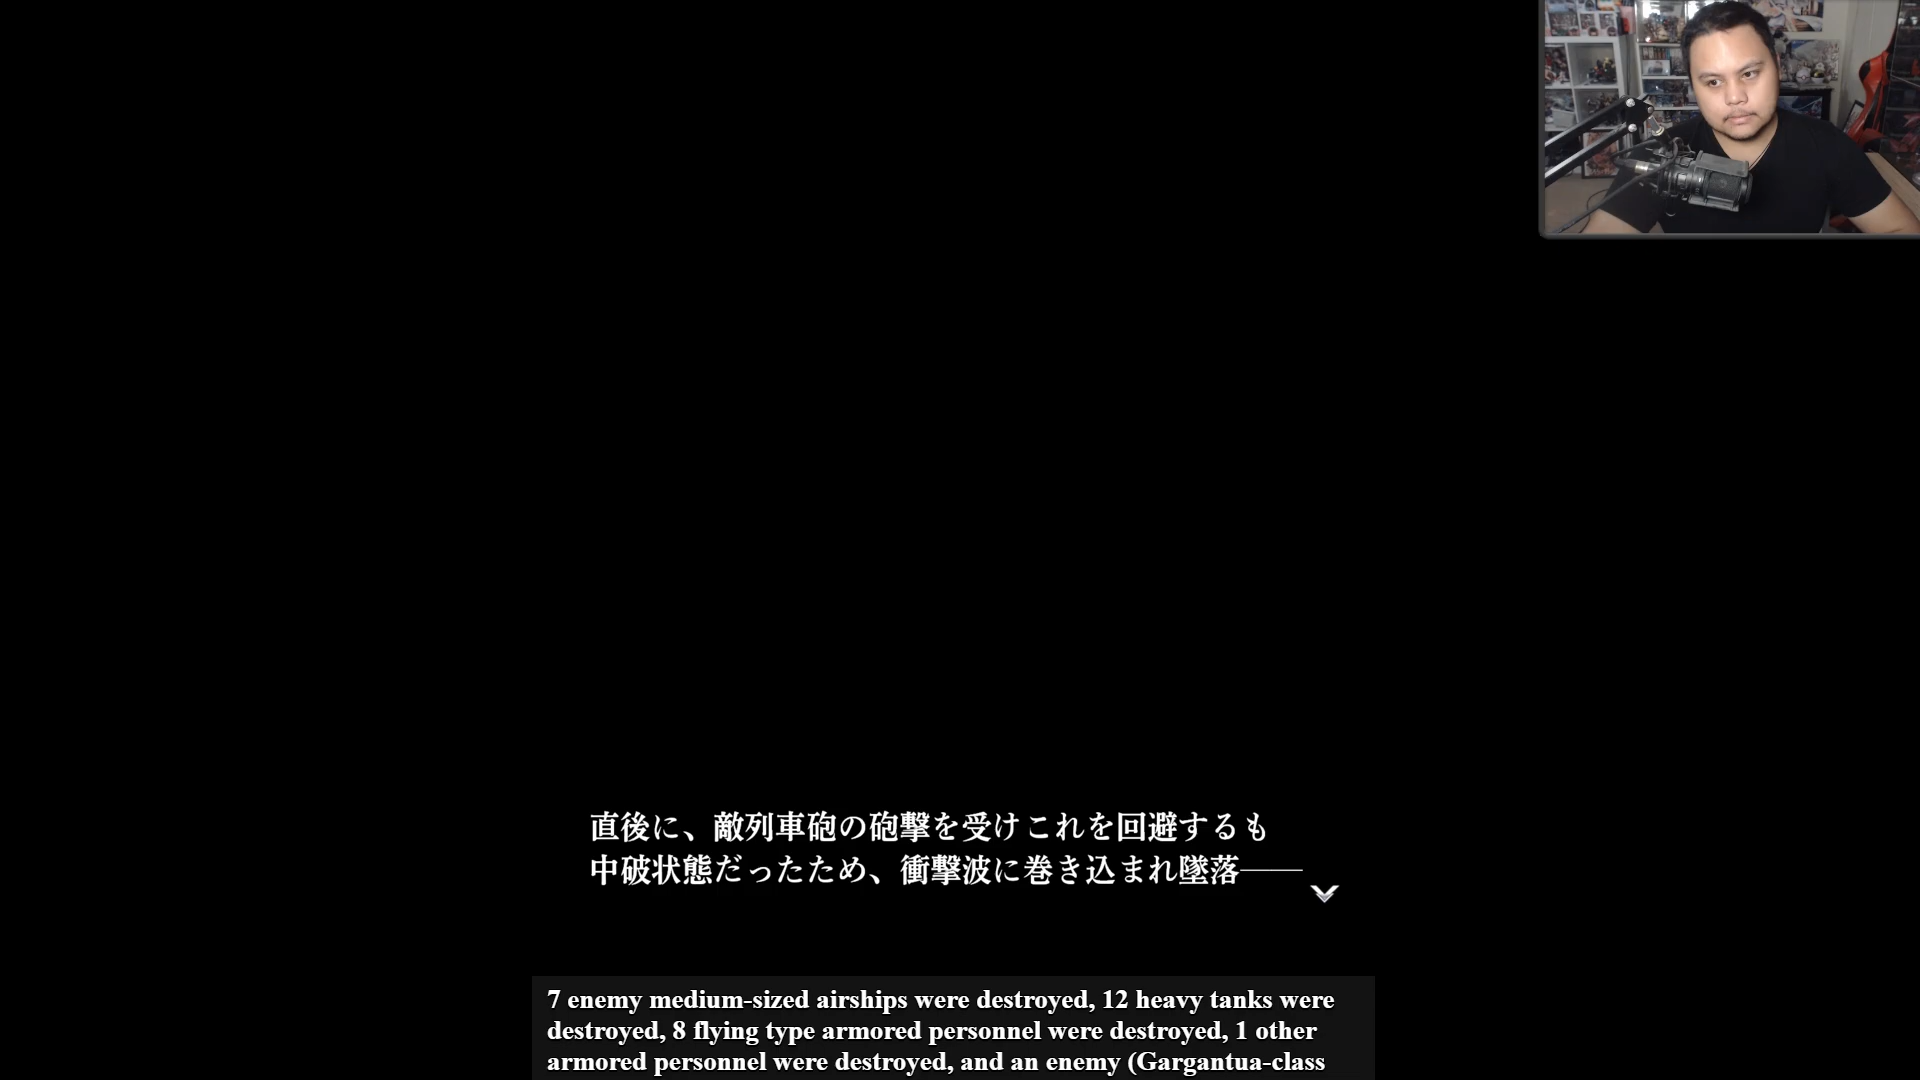 直後に、敵列車砲の砲撃を受けこれを回避するも
中破状態だったため、衝撃波に巻き込まれ墜落――
7 enemy medium-sized airships were destroyed, 12 heavy tanks were
destroyed, 8 flying type armored personnel were destroyed, 1 other
armored personnel were destroyed, and an enemy (Gargantua-class